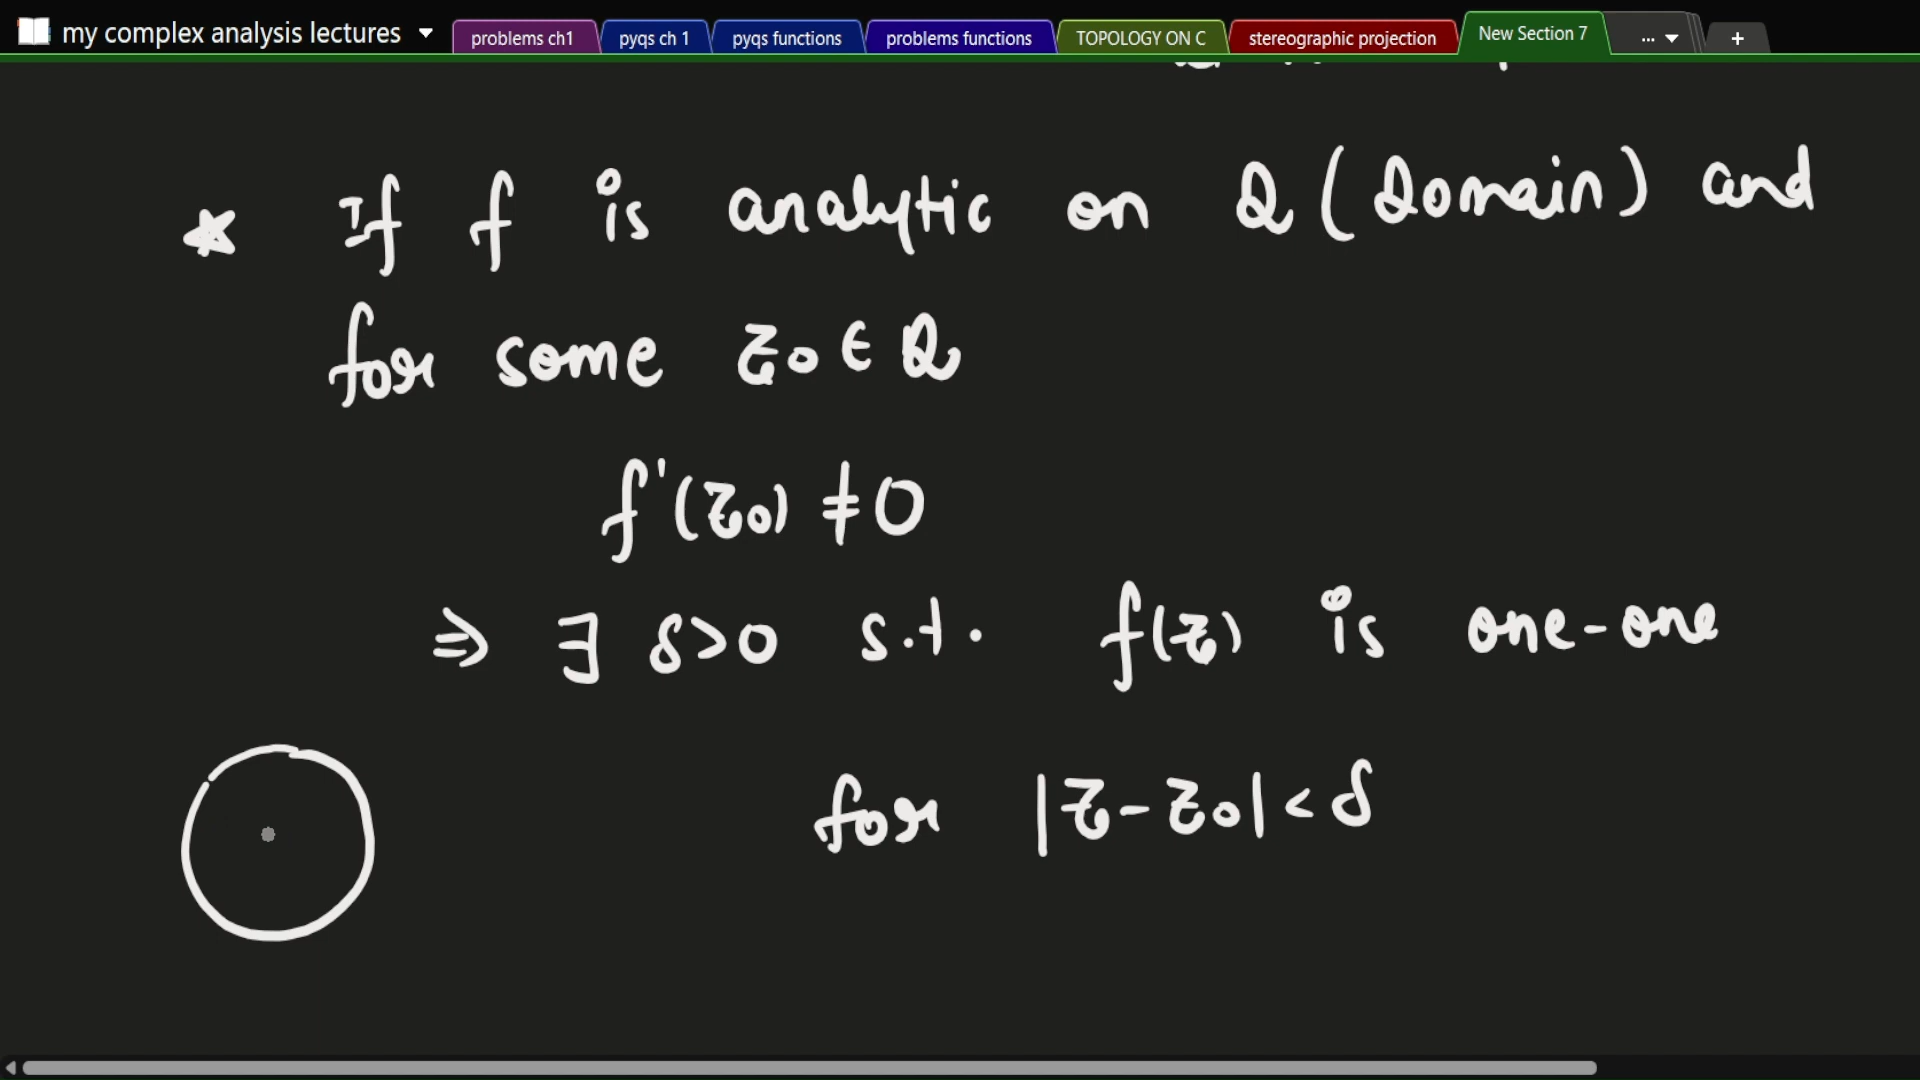 my complex analysis lectures
problems ch1
pyqs ch 1
pyqs functions
problems functions
TOPOLOGY ON C
stereographic projection
New Section 7
...
+
* If f is analytic on Ω (Domain) and
for some z₀ ∈ Ω
f'(z₀) ≠ 0
⇒ ∃ δ>0 s.t. f(z) is one-one
for |z-z₀| < δ